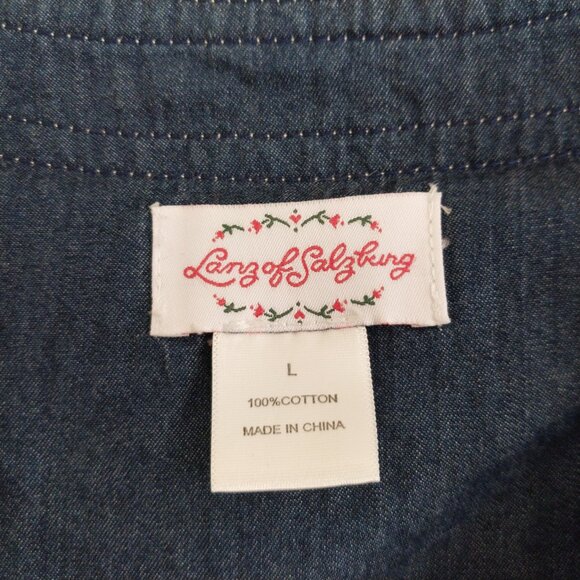 Lanz of Salzburg
L
100%COTTON
MADE IN CHINA